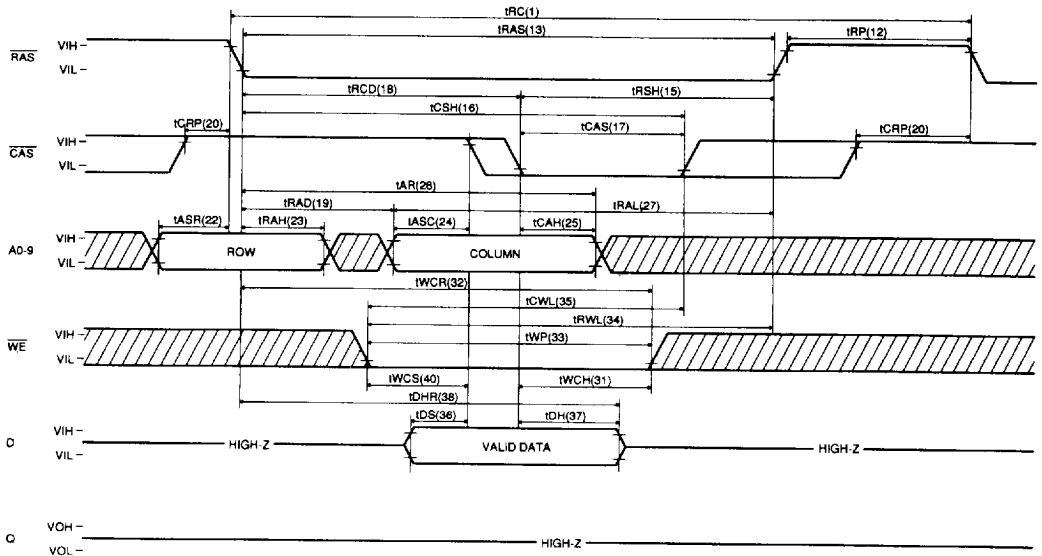 tRC(1)
tRAS(13)
tRP(12)
RAS
VIH
VIL
tRCD(18)
tRSH(15)
tCSH(16)
tCRP(20)
tCAS(17)
tCRP(20)
CAS
VIH
VIL
tAR(26)
tRAD(19)
tRAL(27)
tASR(22)
tRAH(23)
tASC(24)
tCAH(25)
A0-9
VIH
VIL
ROW
COLUMN
tWCR(32)
tCWL(35)
tRWL(34)
WE
VIH
VIL
tWP(33)
tWCS(40)
tWCH(31)
tDHR(38)
tDS(36)
tDH(37)
D
VIH
VIL
HIGH-Z
VALID DATA
HIGH-Z
Q
VOH
VOL
HIGH-Z